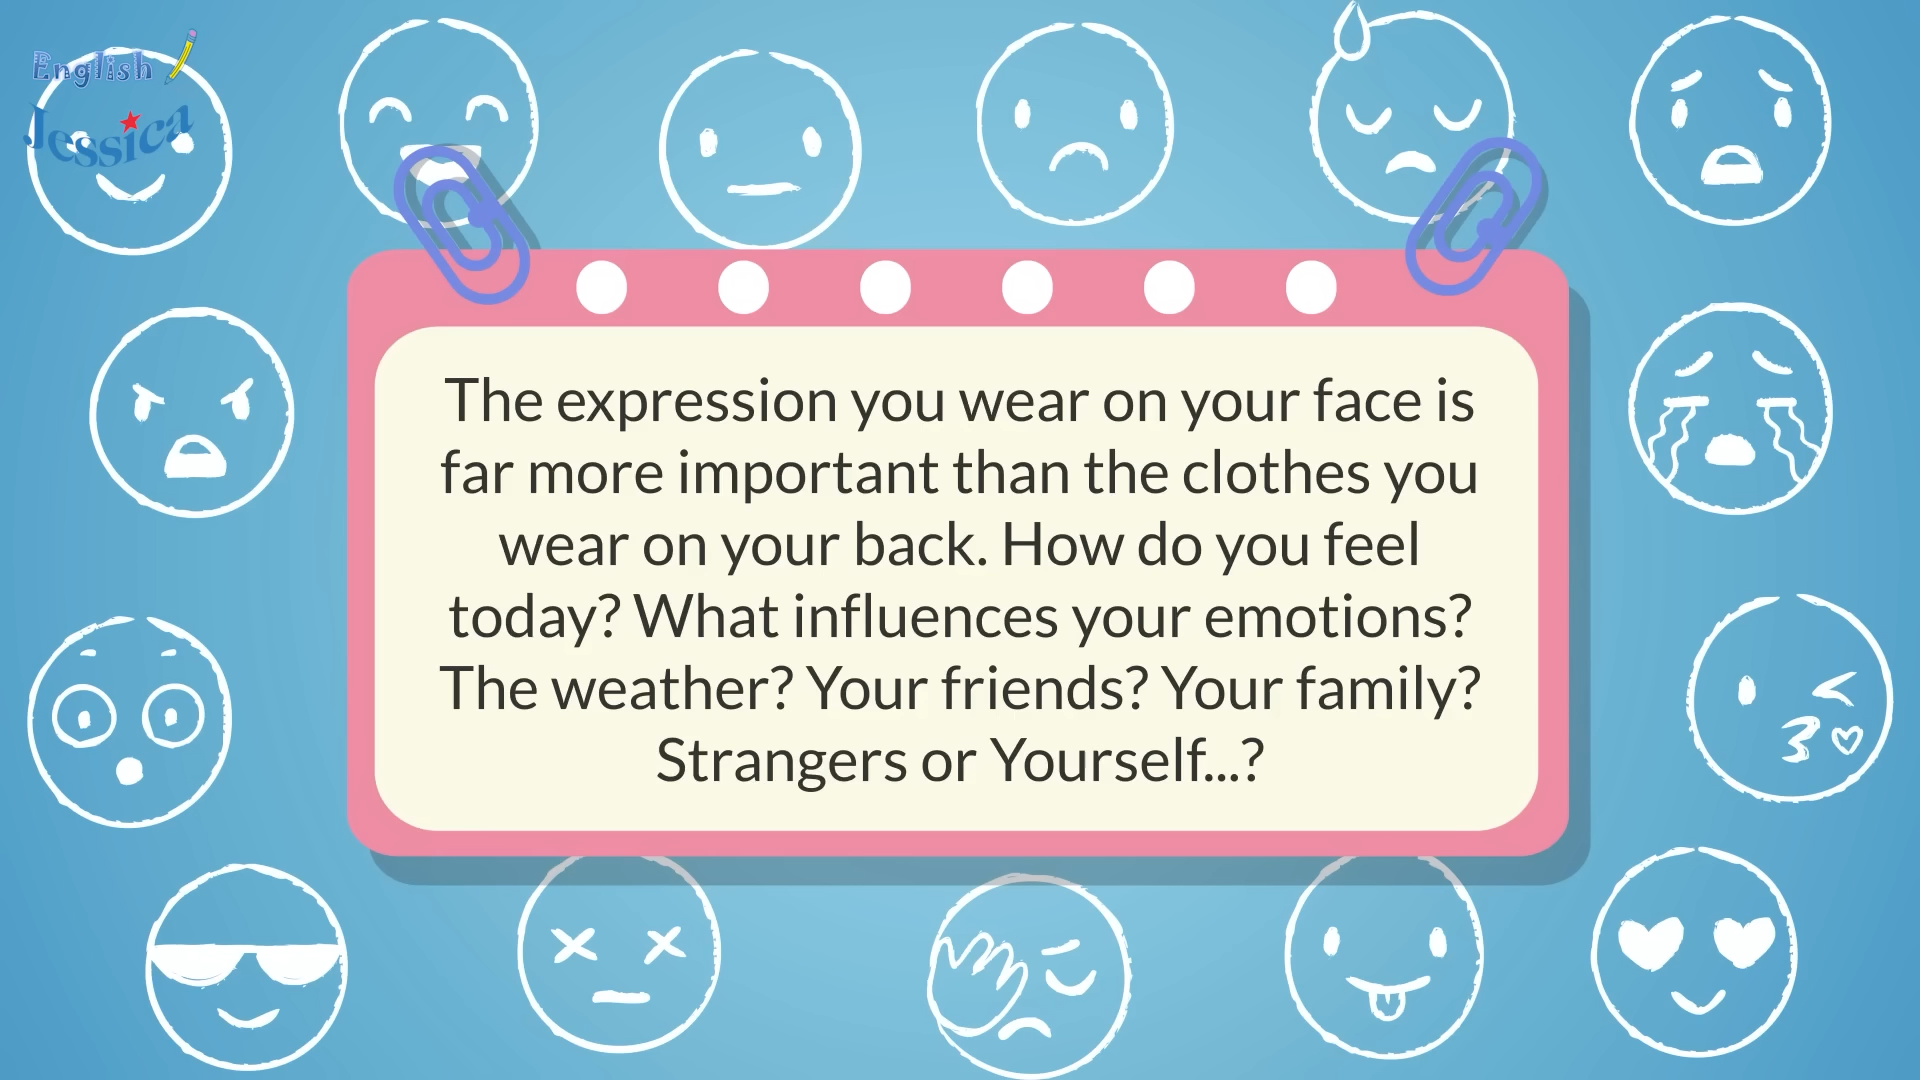 English
Jessica
The expression you wear on your face is
far more important than the clothes you
wear on your back. How do you feel
today? What influences your emotions?
The weather? Your friends? Your family?
Strangers or Yourself...?